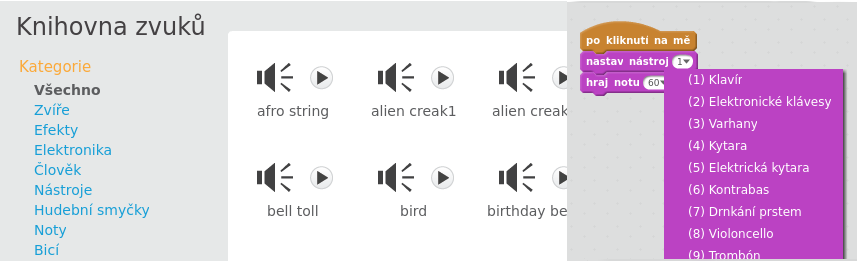 Knihovna zvuků
Kategorie
Všechno
Zvíře
Efekty
Elektronika
Člověk
Nástroje
Hudební smyčky
Noty
Bicí
afro string
alien creak1
alien creak
bell toll
bird
birthday be
po kliknutí na mě
nastav nástroj 1
hraj notu 60
(1) Klavír
(2) Elektronické klávesy
(3) Varhany
(4) Kytara
(5) Elektrická kytara
(6) Kontrabas
(7) Drnkání prstem
(8) Violoncello
(9) Trombón